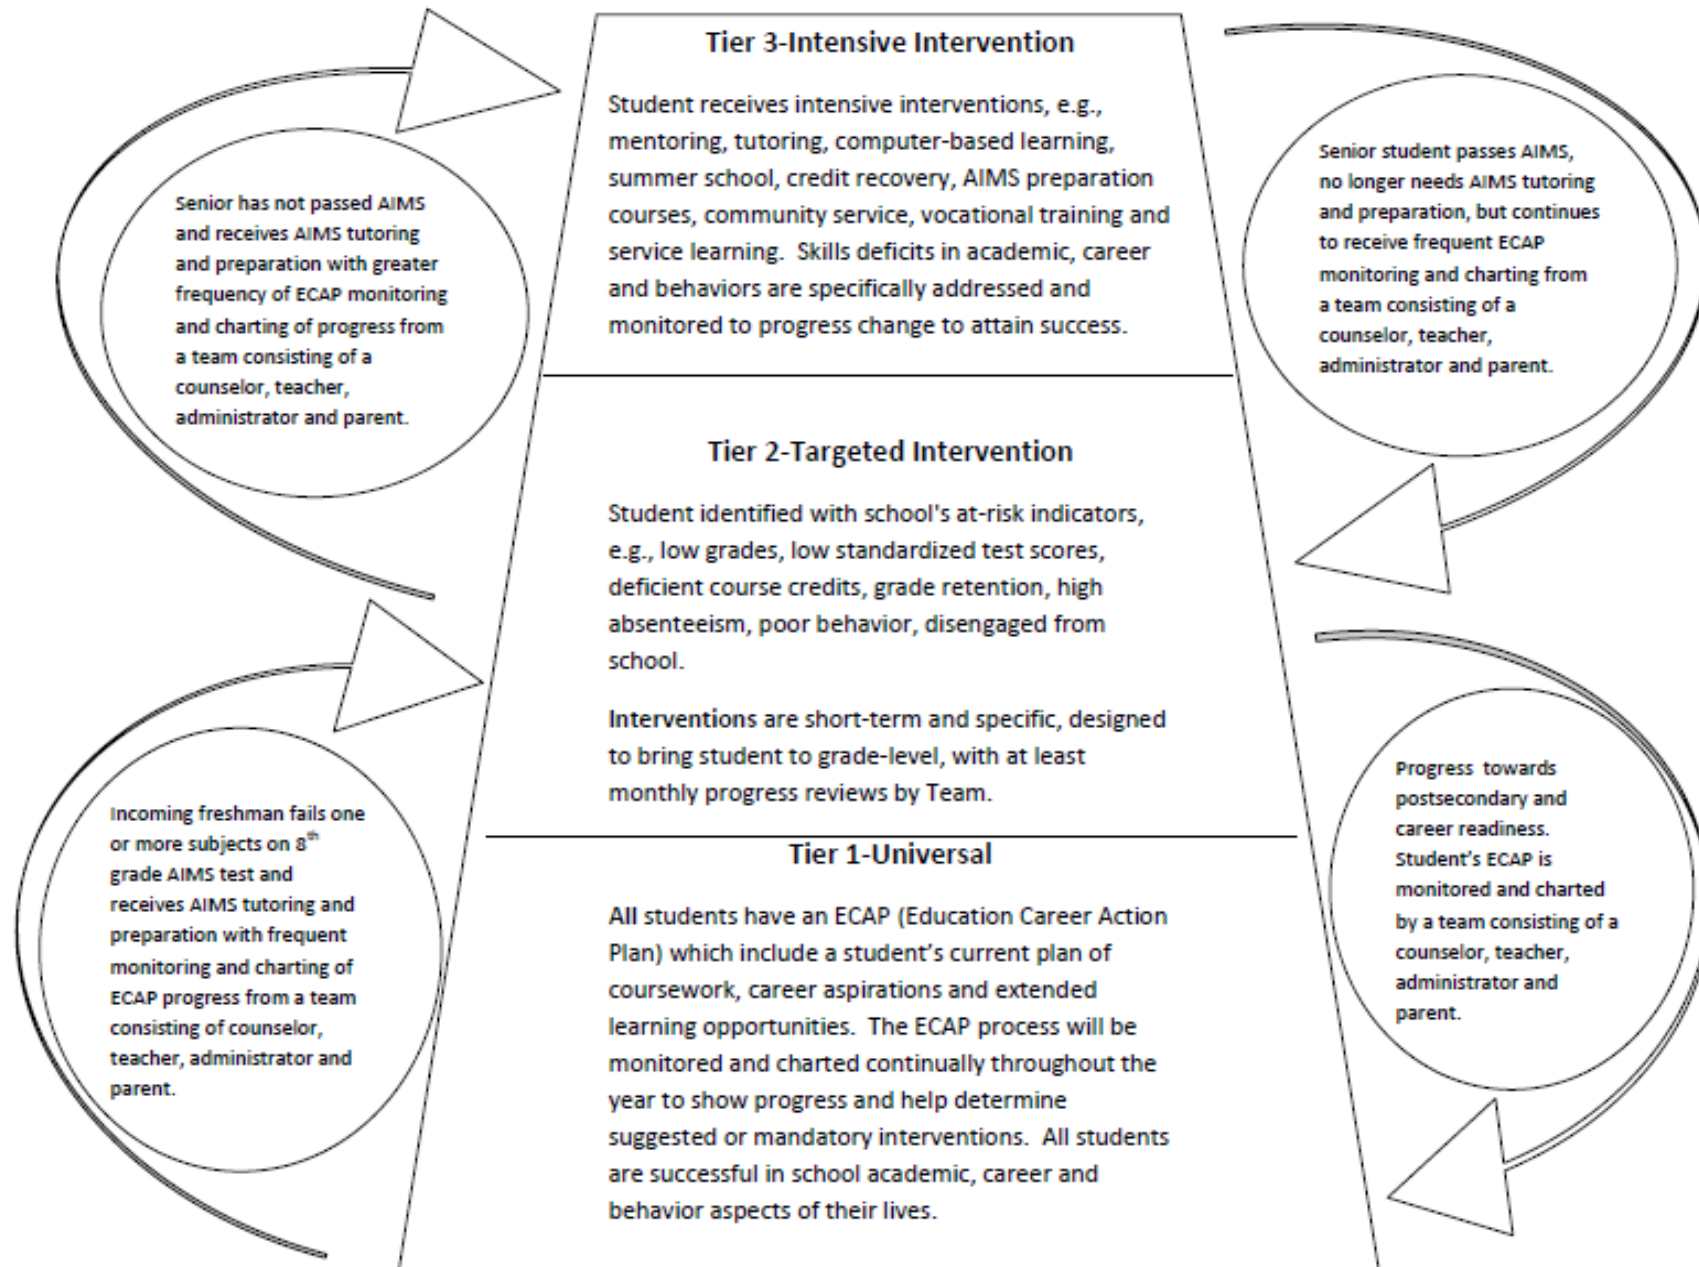 Tier 3-Intensive Intervention
Student receives intensive interventions, e.g.,
mentoring, tutoring, computer-based learning,
summer school, credit recovery, AIMS preparation
courses, community service, vocational training and
service learning.  Skills deficits in academic, career
and behaviors are specifically addressed and
monitored to progress change to attain success.
Senior has not passed AIMS
and receives AIMS tutoring
and preparation with greater
frequency of ECAP monitoring
and charting of progress from
a team consisting of a
counselor, teacher,
administrator and parent.
Senior student passes AIMS,
no longer needs AIMS tutoring
and preparation, but continues
to receive frequent ECAP
monitoring and charting from
a team consisting of a
counselor, teacher,
administrator and parent.
Tier 2-Targeted Intervention
Student identified with school's at-risk indicators,
e.g., low grades, low standardized test scores,
deficient course credits, grade retention, high
absenteeism, poor behavior, disengaged from
school.
Interventions are short-term and specific, designed
to bring student to grade-level, with at least
monthly progress reviews by Team.
Incoming freshman fails one
or more subjects on 8th
grade AIMS test and
receives AIMS tutoring and
preparation with frequent
monitoring and charting of
ECAP progress from a team
consisting of counselor,
teacher, administrator and
parent.
Progress  towards
postsecondary and
career readiness.
Student’s ECAP is
monitored and charted
by a team consisting of a
counselor, teacher,
administrator and
parent.
Tier 1-Universal
All students have an ECAP (Education Career Action
Plan) which include a student’s current plan of
coursework, career aspirations and extended
learning opportunities.  The ECAP process will be
monitored and charted continually throughout the
year to show progress and help determine
suggested or mandatory interventions.  All students
are successful in school academic, career and
behavior aspects of their lives.